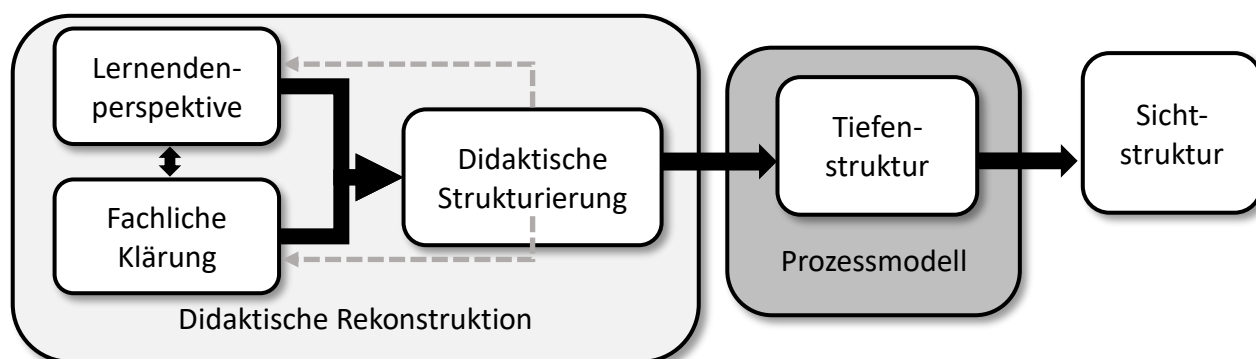 Lernenden-
perspektive
Fachliche
Klärung
Didaktische
Strukturierung
Didaktische Rekonstruktion
Tiefen-
struktur
Prozessmodell
Sicht-
struktur